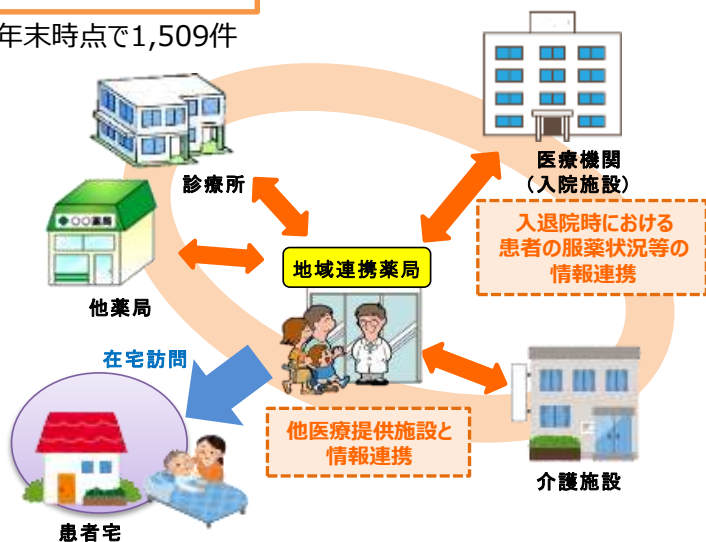 年末時点で1,509件
診療所
医療機関
（入院施設）
○○薬局
入退院時における
患者の服薬状況等の
情報連携
地域連携薬局
他薬局
在宅訪問
他医療提供施設と
情報連携
介護施設
患者宅